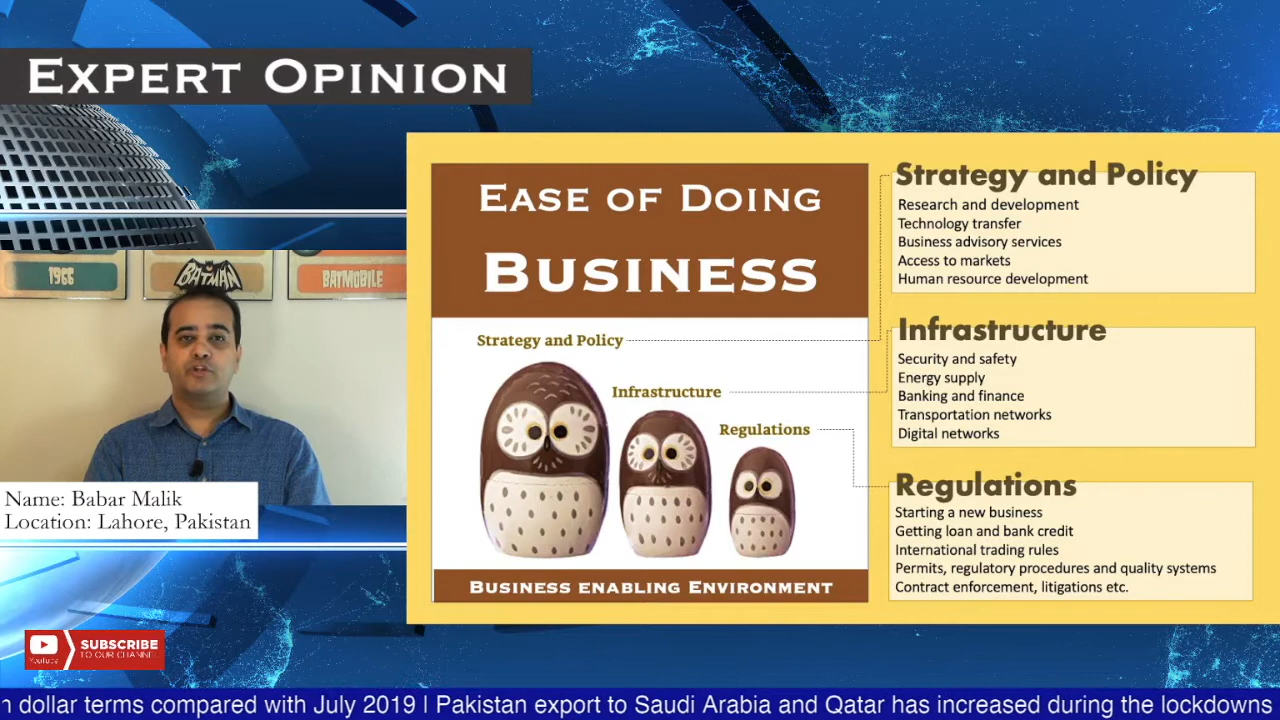 EXPERT OPINION
1966
BATMAN
BATMOBILE
Name: Babar Malik
Location: Lahore, Pakistan
EASE OF DOING
BUSINESS
Strategy and Policy
Infrastructure
Regulations
BUSINESS ENABLING ENVIRONMENT
Strategy and Policy
Research and development
Technology transfer
Business advisory services
Access to markets
Human resource development
Infrastructure
Security and safety
Energy supply
Banking and finance
Transportation networks
Digital networks
Regulations
Starting a new business
Getting loan and bank credit
International trading rules
Permits, regulatory procedures and quality systems
Contract enforcement, litigations etc.
YouTube
SUBSCRIBE
TO OUR CHANNEL
n dollar terms compared with July 2019 | Pakistan export to Saudi Arabia and Qatar has increased during the lockdowns